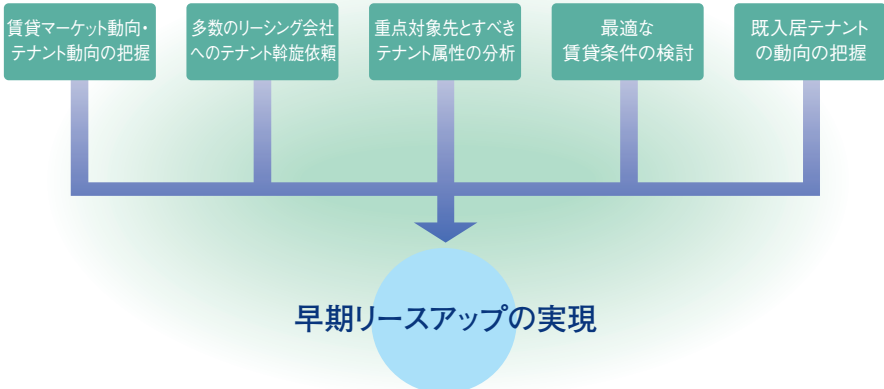 賃貸マーケット動向・
テナント動向の把握
多数のリーシング会社
へのテナント斡旋依頼
重点対象先とすべき
テナント属性の分析
最適な
賃貸条件の検討
既入居テナント
の動向の把握
早期リースアップの実現